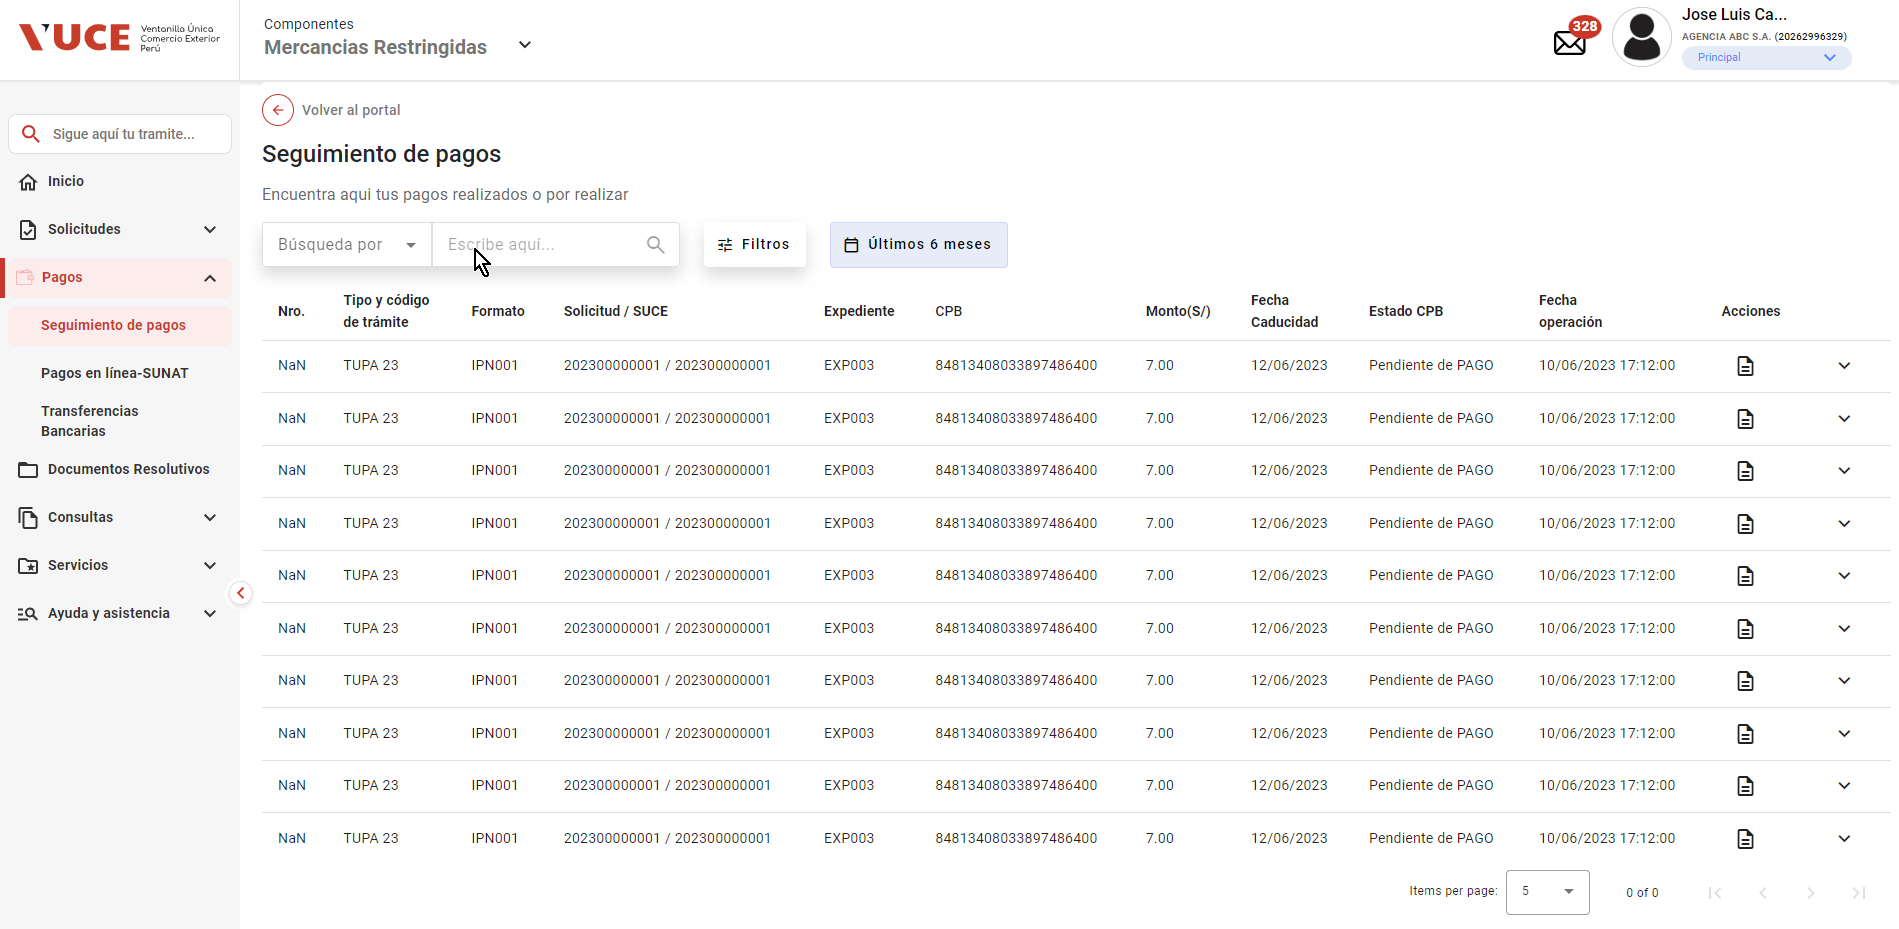 VUCE Ventanilla Única
Comercio Exterior
Perú
Componentes
Mercancias Restringidas
328
Jose Luis Ca...
AGENCIA ABC S.A. (20262996329)
Principal
Sigue aquí tu tramite...
Inicio
Solicitudes
Pagos
Seguimiento de pagos
Pagos en línea-SUNAT
Transferencias
Bancarias
Documentos Resolutivos
Consultas
Servicios
Ayuda y asistencia
Volver al portal
Seguimiento de pagos
Encuentra aqui tus pagos realizados o por realizar
Búsqueda por Escribe aquí... Filtros Últimos 6 meses
Nro. Tipo y código de trámite Formato Solicitud / SUCE Expediente CPB Monto(S/) Fecha Caducidad Estado CPB Fecha operación Acciones
NaN TUPA 23 IPN001 202300000001 / 202300000001 EXP003 84813408033897486400 7.00 12/06/2023 Pendiente de PAGO 10/06/2023 17:12:00
NaN TUPA 23 IPN001 202300000001 / 202300000001 EXP003 84813408033897486400 7.00 12/06/2023 Pendiente de PAGO 10/06/2023 17:12:00
NaN TUPA 23 IPN001 202300000001 / 202300000001 EXP003 84813408033897486400 7.00 12/06/2023 Pendiente de PAGO 10/06/2023 17:12:00
NaN TUPA 23 IPN001 202300000001 / 202300000001 EXP003 84813408033897486400 7.00 12/06/2023 Pendiente de PAGO 10/06/2023 17:12:00
NaN TUPA 23 IPN001 202300000001 / 202300000001 EXP003 84813408033897486400 7.00 12/06/2023 Pendiente de PAGO 10/06/2023 17:12:00
NaN TUPA 23 IPN001 202300000001 / 202300000001 EXP003 84813408033897486400 7.00 12/06/2023 Pendiente de PAGO 10/06/2023 17:12:00
NaN TUPA 23 IPN001 202300000001 / 202300000001 EXP003 84813408033897486400 7.00 12/06/2023 Pendiente de PAGO 10/06/2023 17:12:00
NaN TUPA 23 IPN001 202300000001 / 202300000001 EXP003 84813408033897486400 7.00 12/06/2023 Pendiente de PAGO 10/06/2023 17:12:00
NaN TUPA 23 IPN001 202300000001 / 202300000001 EXP003 84813408033897486400 7.00 12/06/2023 Pendiente de PAGO 10/06/2023 17:12:00
NaN TUPA 23 IPN001 202300000001 / 202300000001 EXP003 84813408033897486400 7.00 12/06/2023 Pendiente de PAGO 10/06/2023 17:12:00
Items per page: 5 0 of 0